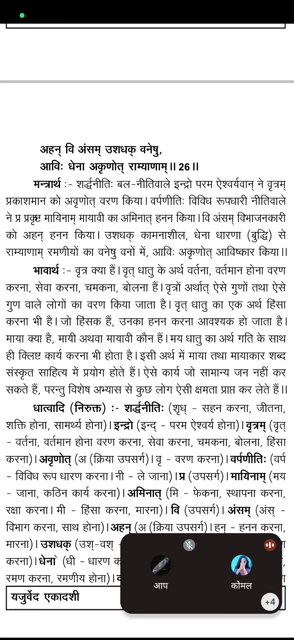 अहन् वि अंसम् उशधक् वनेषु,
आविः धेना अकृणोत् राम्याणाम्॥ 26॥
मन्त्रार्थ :- शर्द्धनीतिः बल-नीतिवाले इन्द्रो परम ऐश्वर्यवान् ने वृत्रम्
प्रकाशमान को अवृणोत् वरण किया। वर्पणीतिः विविध रूपधारी नीतिवाले
ने प्र प्रकृष्ट मायिनाम् मायावी का अमिनात् हनन किया। वि अंसम् विभाजनकारी
को अहन् हनन किया। उशधक् कामनाशील, धेना धारणा (बुद्धि) से
राम्याणाम् रमणीयों का वनेषु वनों में, आविः अकृणोत् आविष्कार किया॥
भावार्थ :- वृत्र क्या हैं। वृत् धातु के अर्थ वर्तना, वर्तमान होना वरण
करना, सेवा करना, चमकना, बोलना हैं। वृत्रों अर्थात् ऐसे गुणों तथा ऐसे
गुण वाले लोगों का वरण किया जाता है। वृत् धातु का एक अर्थ हिंसा
करना भी है। जो हिंसक हैं, उनका हनन करना आवश्यक हो जाता है।
माया क्या है, मायी अथवा मायावी कौन हैं। मय धातु का अर्थ गति के साथ
ही क्लिष्ट कार्य करना भी होता है। इसी अर्थ में माया तथा मायाकार शब्द
संस्कृत साहित्य में प्रयोग होते हैं। ऐसे कार्य जो सामान्य जन नहीं कर
सकते हैं, परन्तु विशेष अभ्यास से कुछ लोग ऐसी क्षमता प्राप्त कर लेते हैं॥
धात्वादि (निरुक्त) :- शर्द्धनीतिः (शृध् - सहन करना, जीतना,
शक्ति होना, सामर्थ्य होना)। इन्द्रो (इन्द् - परम ऐश्वर्य होना)। वृत्रम् (वृत्
- वर्तना, वर्तमान होना वरण करना, सेवा करना, चमकना, बोलना, हिंसा
करना)। अवृणोत् (अ (क्रिया उपसर्ग)। वृ - वरण करना)। वर्पणीतिः (वर्प
- विविध रूप धारण करना। नी - ले जाना)। प्र (उपसर्ग)। मायिनाम् (मय
- जाना, कठिन कार्य करना)। अमिनात् (मि - फेकना, स्थापना करना,
रक्षा करना। मी - हिंसा करना, मारना)। वि (उपसर्ग)। अंसम् (अंस् -
विभाग करना, साथ होना)। अहन् (अ (क्रिया उपसर्ग)। हन् - हनन करना,
मारना)। उशधक् (उश्-वश् -
करना)। धेना (धी - धारण क
रमण करना, रमणीय होना)।
यजुर्वेद एकादशी
आप
कोमल
+4